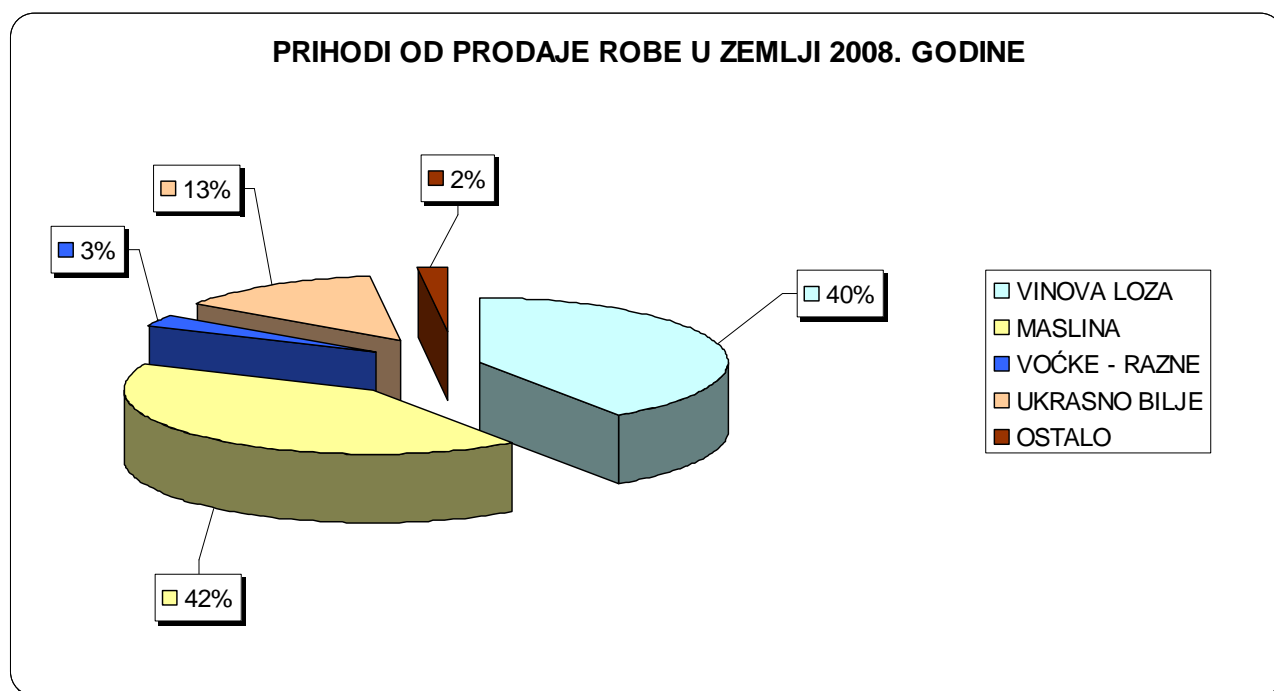 PRIHODI OD PRODAJE ROBE U ZEMLJI 2008. GODINE
2%
13%
3%
40%
42%
VINOVA LOZA
MASLINA
VOĆKE - RAZNE
UKRASNO BILJE
OSTALO